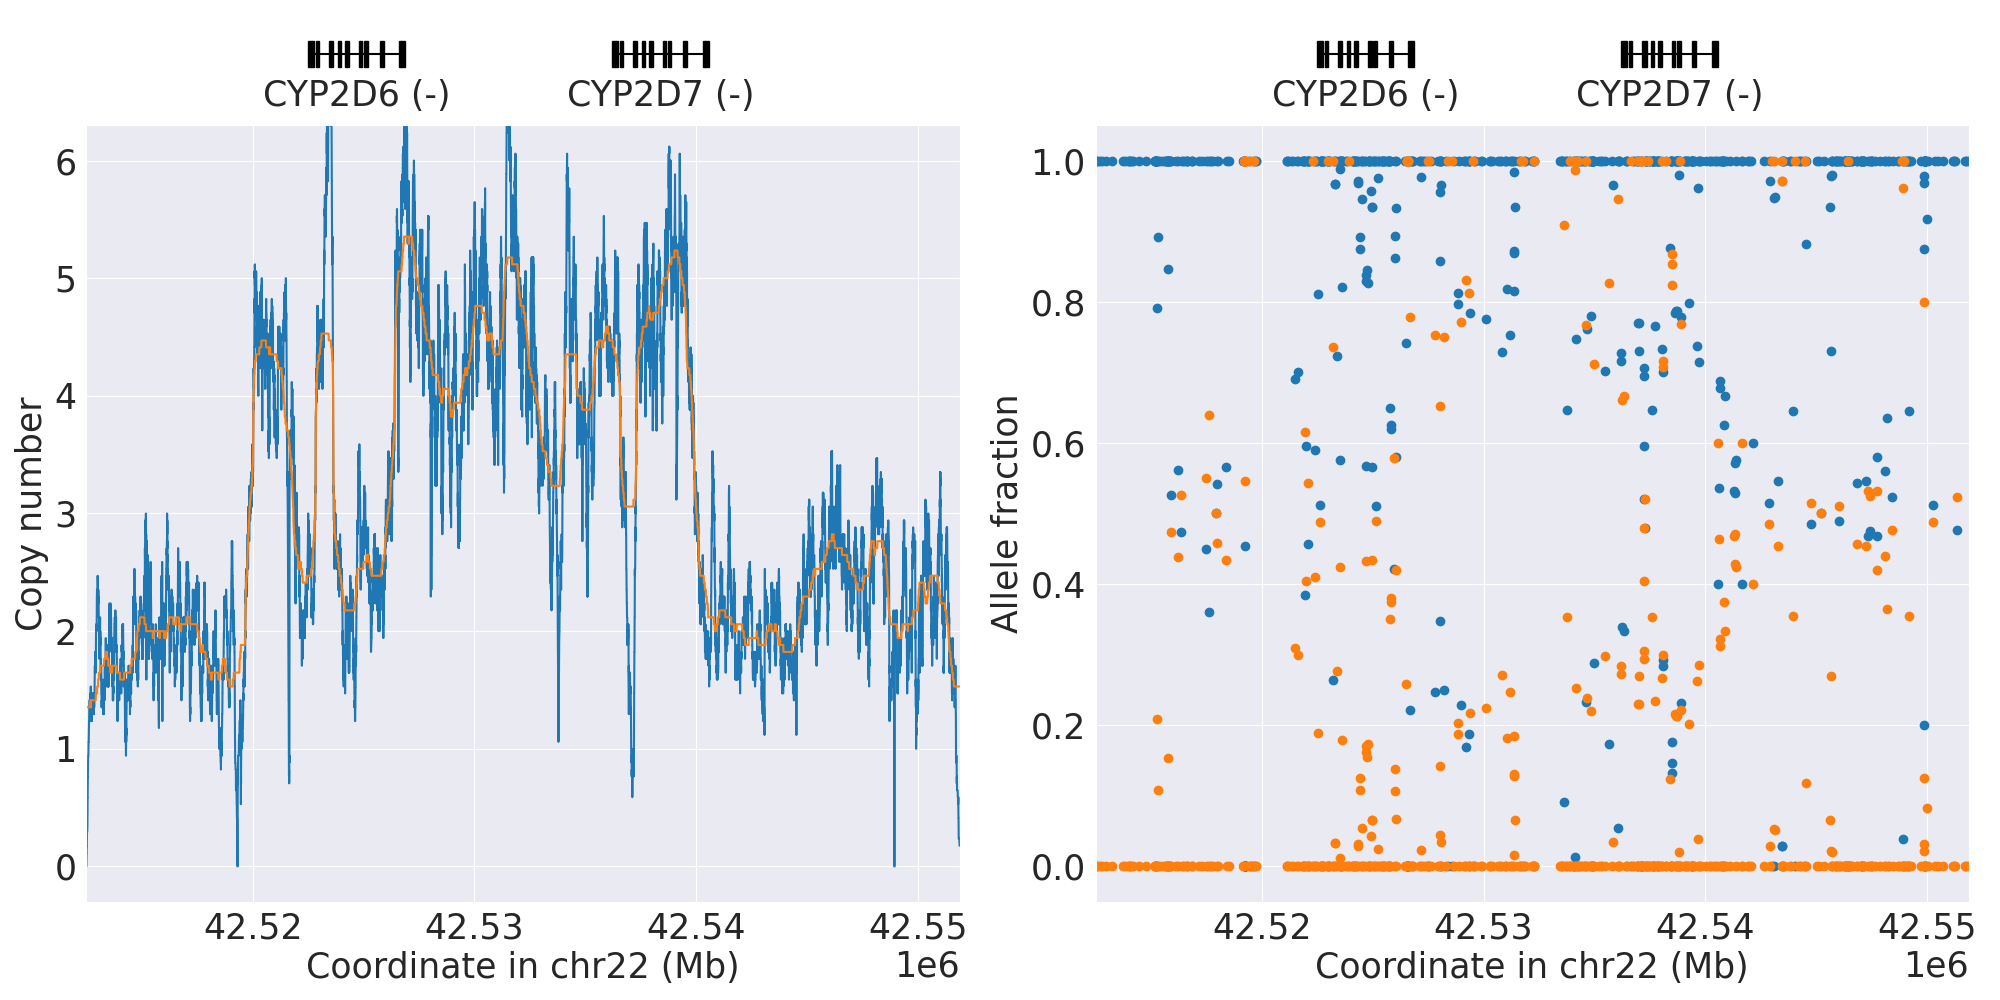 CYP2D6 (-)
CYP2D7 (-)
6
5
4
3
2
1
0
Copy number
42.52
42.53
42.54
42.55
Coordinate in chr22 (Mb)
1e6
CYP2D6 (-)
CYP2D7 (-)
1.0
0.8
0.6
0.4
0.2
0.0
Allele fraction
42.52
42.53
42.54
42.55
Coordinate in chr22 (Mb)
1e6